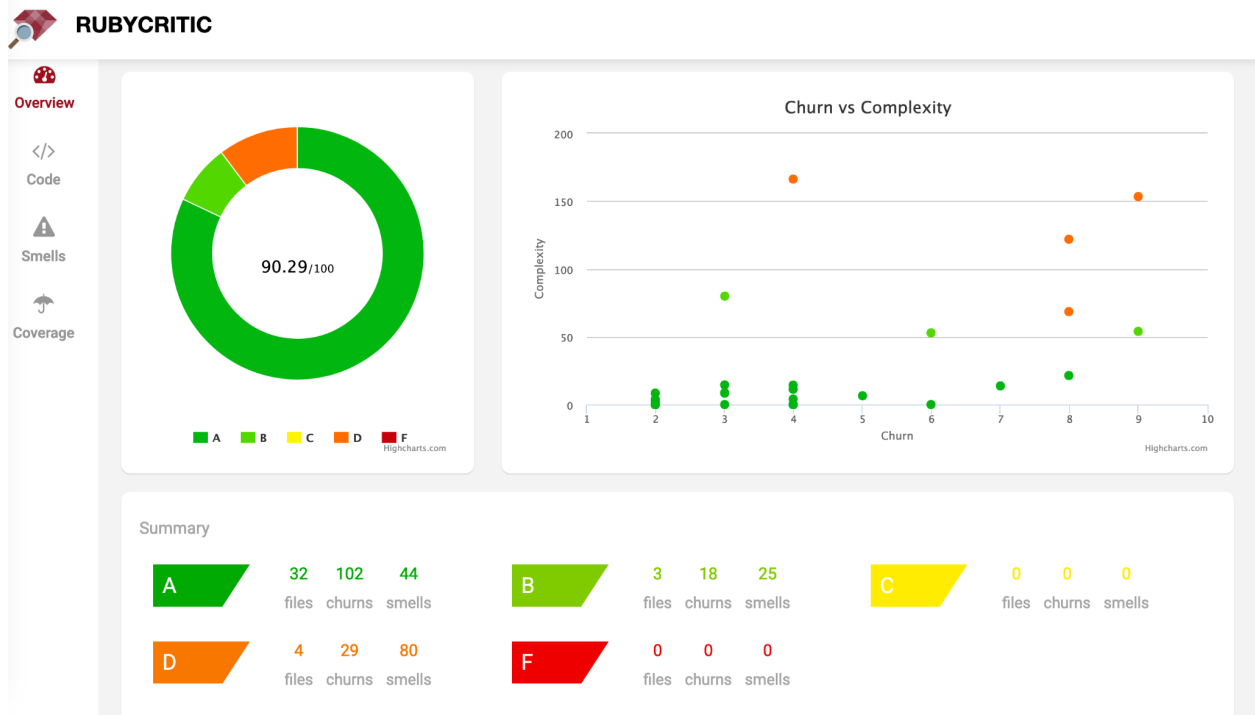 RUBYCRITIC
Overview
Code
Smells
Coverage
90.29/100
A B C D F
Highcharts.com
Churn vs Complexity
Complexity
200
150
100
50
0
1 2 3 4 5 6 7 8 9 10
Churn
Highcharts.com
Summary
A
32 102 44
files churns smells
B
3 18 25
files churns smells
C
0 0 0
files churns smells
D
4 29 80
files churns smells
F
0 0 0
files churns smells